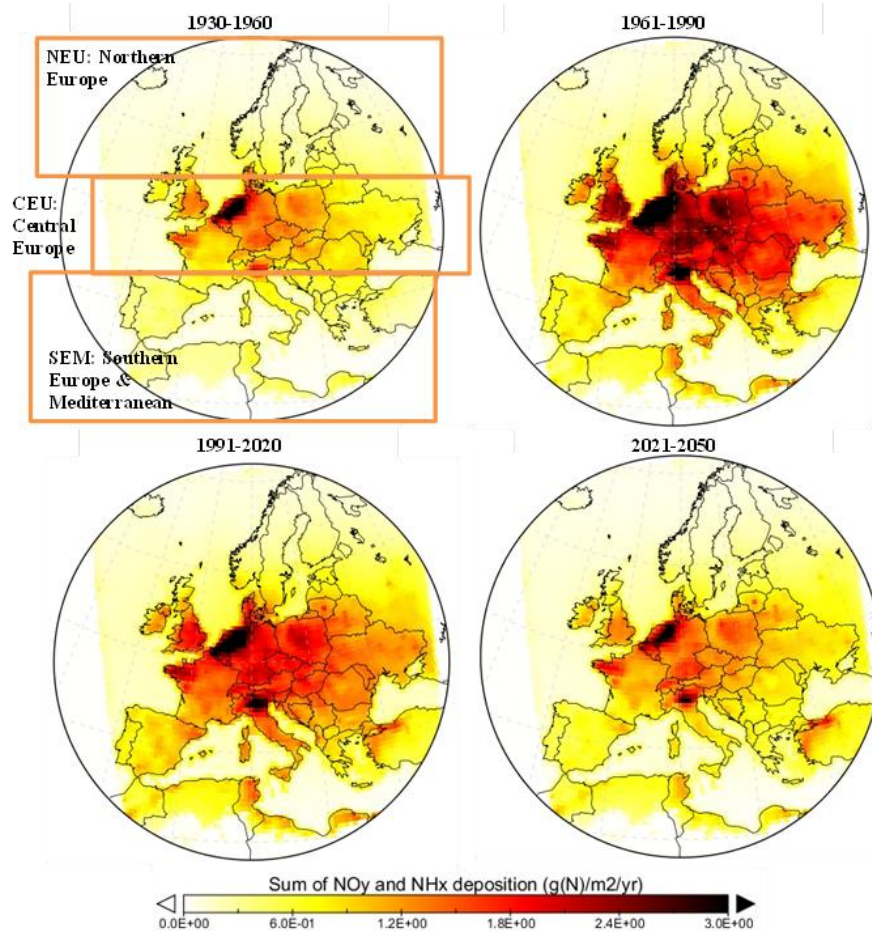 1930-1960
1961-1990
NEU: Northern
Europe
CEU:
Central
Europe
SEM: Southern
Europe &
Mediterranean
1991-2020
2021-2050
Sum of NOy and NHx deposition (g(N)/m2/yr)
0.0E+00 6.0E-01 1.2E+00 1.8E+00 2.4E+00 3.0E+00